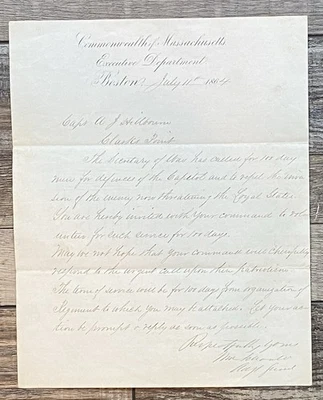 Commonwealth of Massachusetts
Executive Department
Boston July 11th 1864
Capt A J Hillbourn
Clarks Point
The Secretary of War has called for 100 day
men for defences of the Capitol and to repel the inva
sion of the enemy now threatening the Loyal States.
You are hereby invited with your command to volun
unteer for such service for 100 days.
May we not hope that your command will cheerfully
respond to the urgent call upon their Patriotism
The term of service will be for 100 days from organization of
Regiment to which you may be attached. Let your ac
tion be prompt & reply as soon as possible.
Respectfully Yours